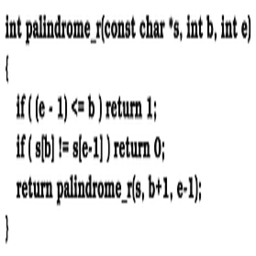 int palindrome_r(const char *s, int b, int e)
{
if ( (e - 1) <= b ) return 1;
if ( s[b] != s[e-1] ) return 0;
return palindrome_r(s, b+1, e-1);
}